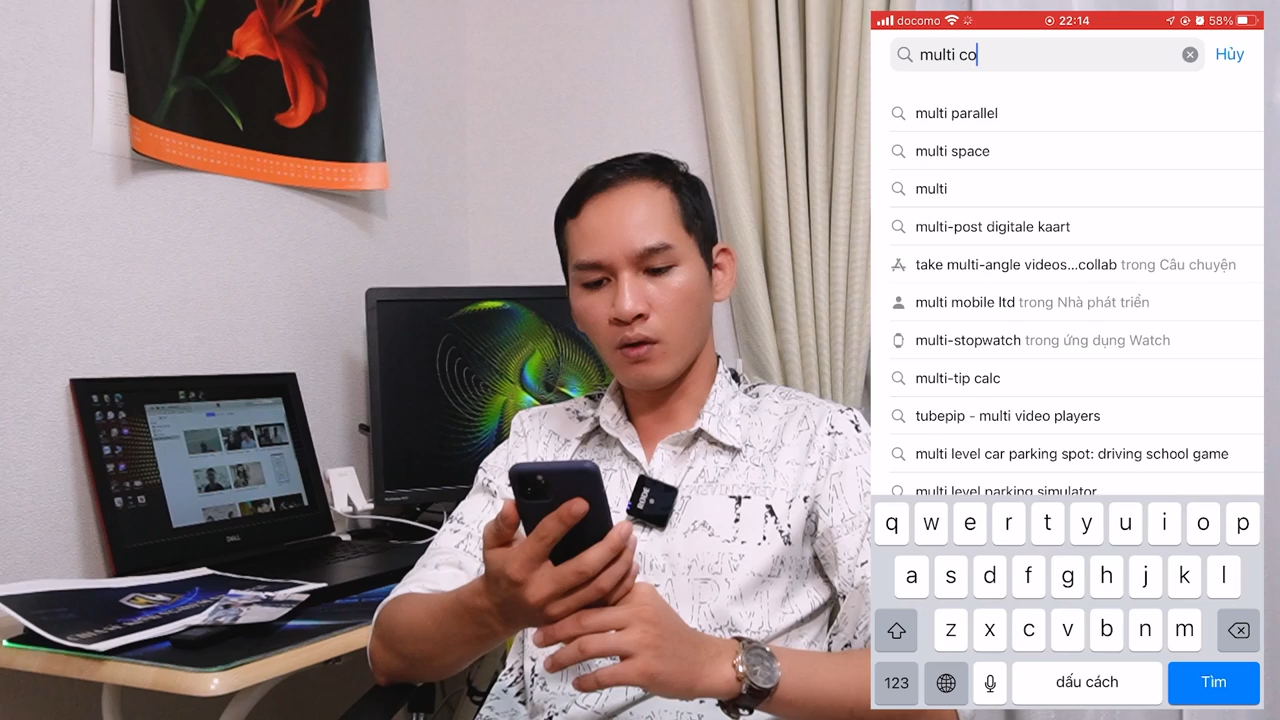 docomo 22:14 58%
multi co
Hủy
multi parallel
multi space
multi
multi-post digitale kaart
take multi-angle videos...collab trong Câu chuyện
multi mobile ltd trong Nhà phát triển
multi-stopwatch trong ứng dụng Watch
multi-tip calc
tubepip - multi video players
multi level car parking spot: driving school game
multi level parking simulato
q w e r t y u i o p
a s d f g h j k l
z x c v b n m
123 dấu cách Tìm
RODE
DELL